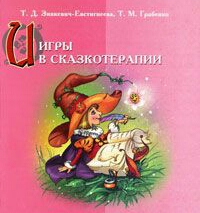 Т. Д. Зинкевич-Евстигнеева, Т. М. Грабенко
ИГРЫ
В СКАЗКОТЕРАПИИ